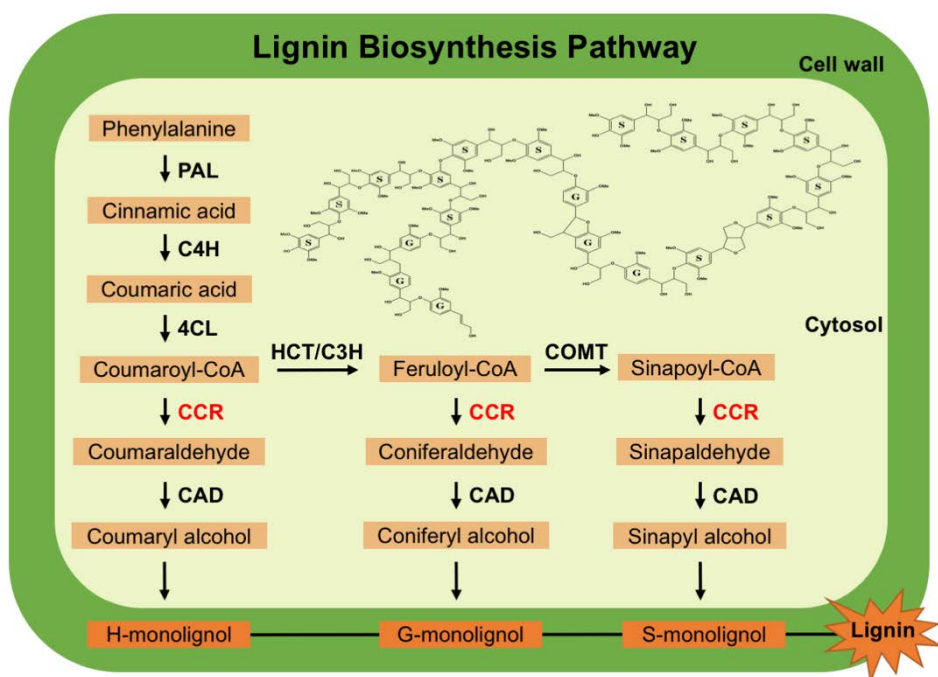 Lignin Biosynthesis Pathway
Cell wall
Phenylalanine
PAL
Cinnamic acid
C4H
Coumaric acid
4CL
Cytosol
HCT/C3H
COMT
Coumaroyl-CoA
Feruloyl-CoA
Sinapoyl-CoA
CCR
CCR
CCR
Coumaraldehyde
Coniferaldehyde
Sinapaldehyde
CAD
CAD
CAD
Coumaryl alcohol
Coniferyl alcohol
Sinapyl alcohol
H-monolignol
G-monolignol
S-monolignol
Lignin